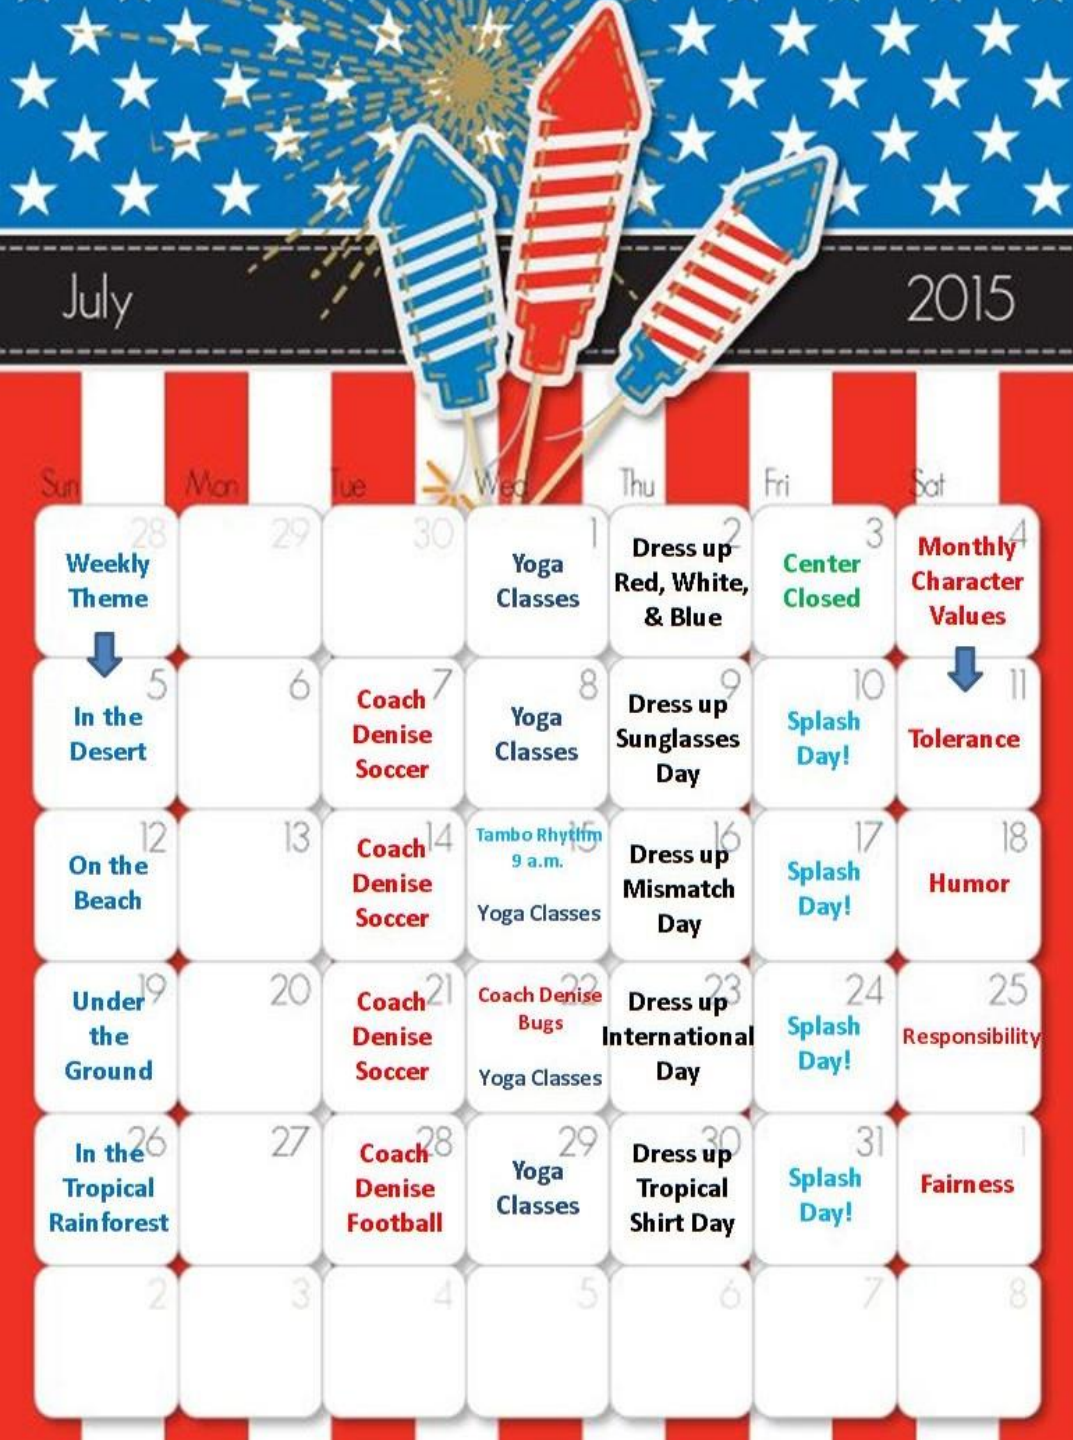 July
2015
Sun Mon Tue Wed Thu Fri Sat
28
Weekly
Theme
29
30
1
Yoga
Classes
2
Dress up
Red, White,
& Blue
3
Center
Closed
4
Monthly
Character
Values
5
In the
Desert
6
7
Coach
Denise
Soccer
8
Yoga
Classes
9
Dress up
Sunglasses
Day
10
Splash
Day!
11
Tolerance
12
On the
Beach
13
14
Coach
Denise
Soccer
15
Tambo Rhythm
9 a.m.
Yoga Classes
16
Dress up
Mismatch
Day
17
Splash
Day!
18
Humor
19
Under
the
Ground
20
21
Coach
Denise
Soccer
22
Coach Denise
Bugs
Yoga Classes
23
Dress up
International
Day
24
Splash
Day!
25
Responsibility
26
In the
Tropical
Rainforest
27
28
Coach
Denise
Football
29
Yoga
Classes
30
Dress up
Tropical
Shirt Day
31
Splash
Day!
1
Fairness
2
3
4
5
6
7
8